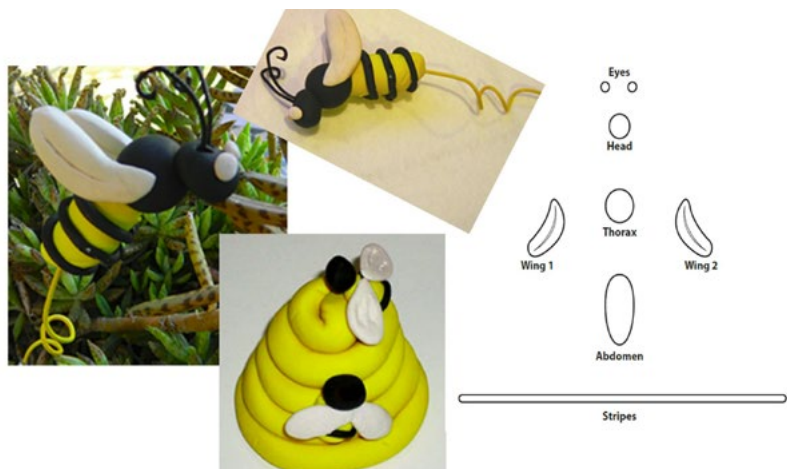 Eyes
Head
Thorax
Wing 1
Wing 2
Abdomen
Stripes